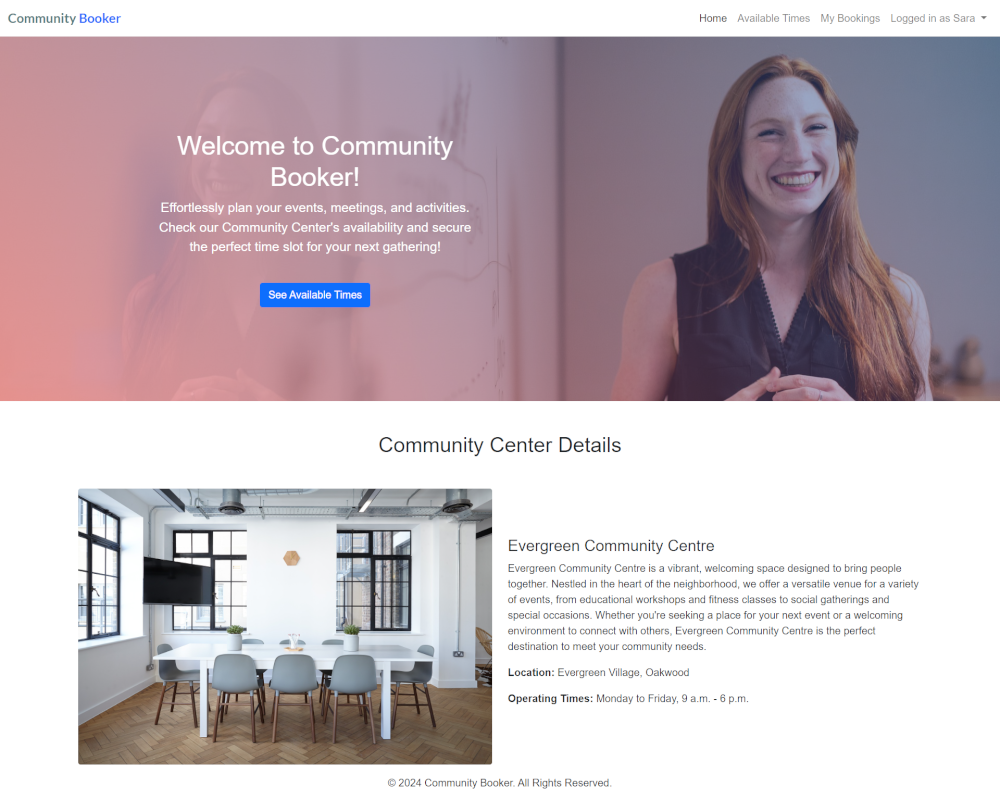 Community Booker
Home Available Times My Bookings Logged in as Sara
Welcome to Community
Booker!
Effortlessly plan your events, meetings, and activities.
Check our Community Center's availability and secure
the perfect time slot for your next gathering!
See Available Times
Community Center Details
Evergreen Community Centre
Evergreen Community Centre is a vibrant, welcoming space designed to bring people
together. Nestled in the heart of the neighborhood, we offer a versatile venue for a variety
of events, from educational workshops and fitness classes to social gatherings and
special occasions. Whether you're seeking a place for your next event or a welcoming
environment to connect with others, Evergreen Community Centre is the perfect
destination to meet your community needs.
Location: Evergreen Village, Oakwood
Operating Times: Monday to Friday, 9 a.m. - 6 p.m.
© 2024 Community Booker. All Rights Reserved.